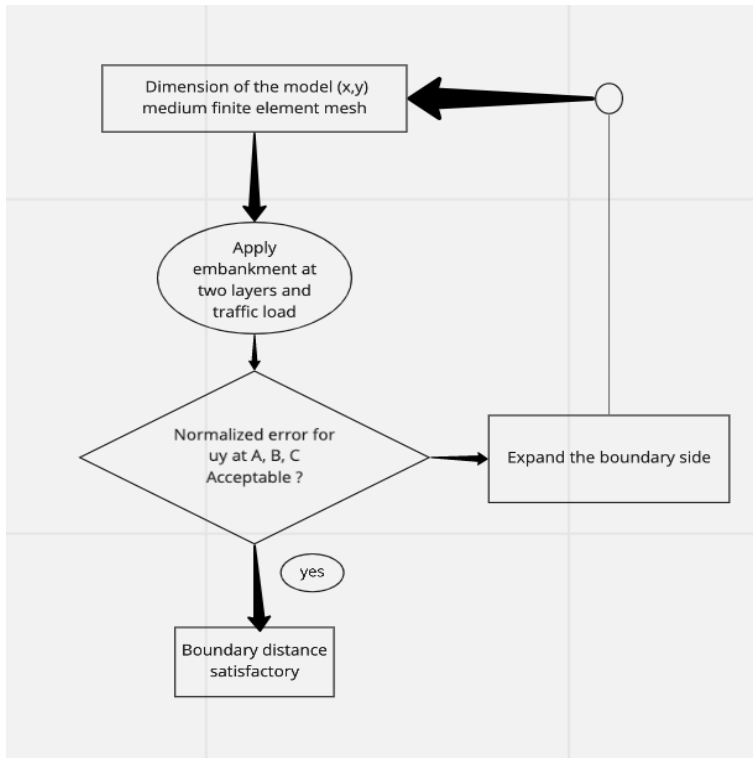 Dimension of the model (x,y)
medium finite element mesh
Apply
embankment at
two layers and
traffic load
Normalized error for
uy at A, B, C
Acceptable ?
Expand the boundary side
yes
Boundary distance
satisfactory